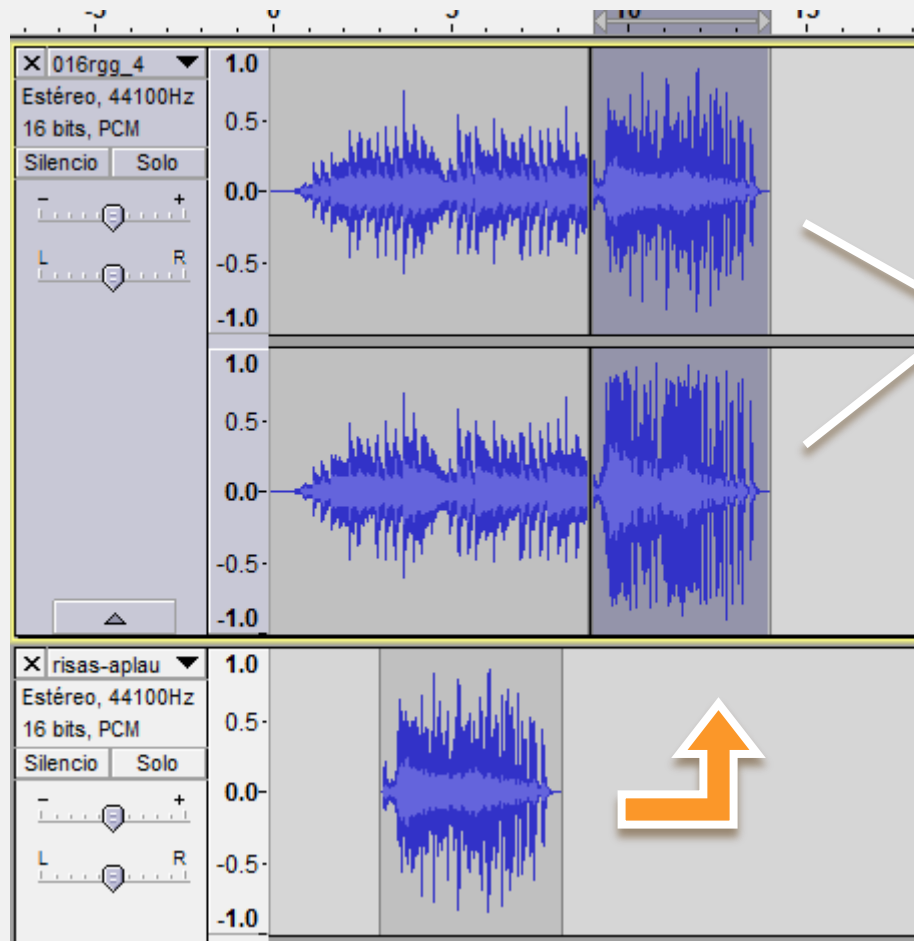 -5 0 5 10 15
016rgg_4
Estéreo, 44100Hz
16 bits, PCM
Silencio Solo
- +
L R
1.0
0.5
0.0
-0.5
-1.0
1.0
0.5
0.0
-0.5
-1.0
risas-aplau
Estéreo, 44100Hz
16 bits, PCM
Silencio Solo
- +
L R
1.0
0.5
0.0
-0.5
-1.0